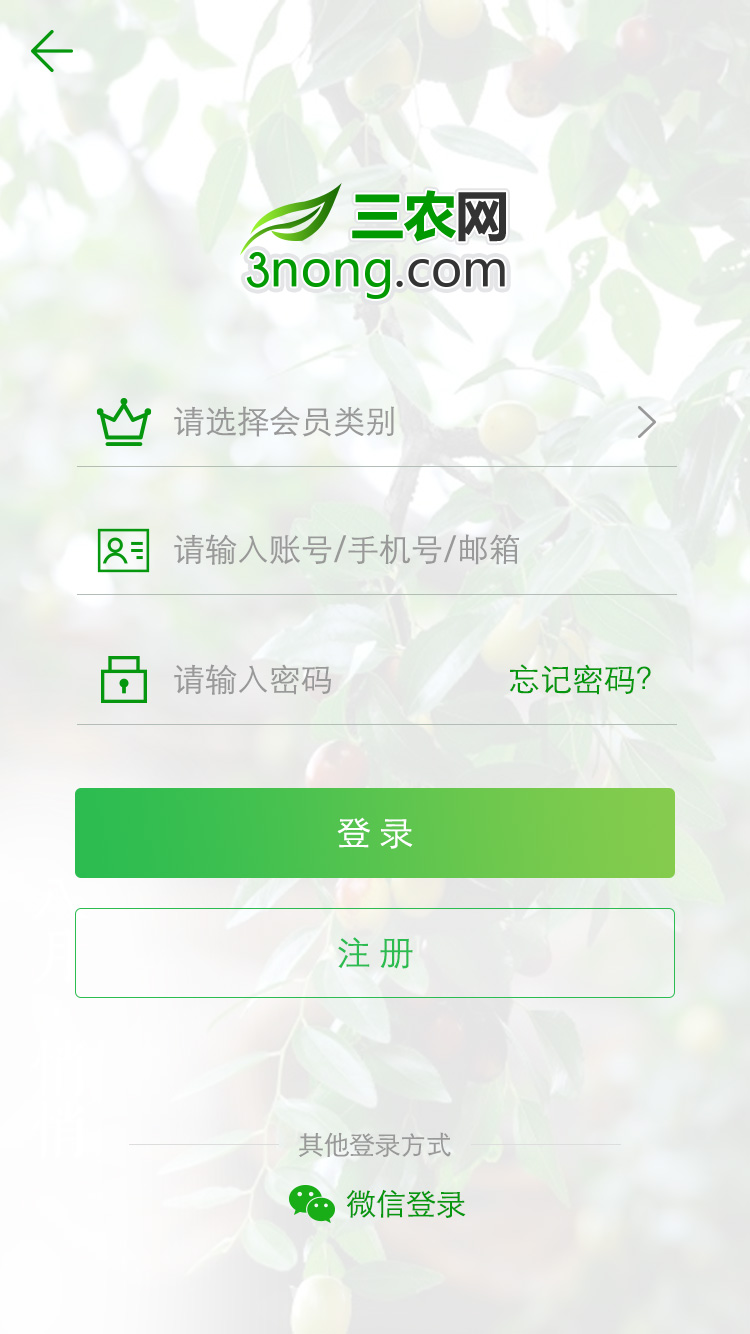 三农网
3nong.com
请选择会员类别
请输入账号/手机号/邮箱
请输入密码 忘记密码?
登录
注册
其他登录方式
微信登录